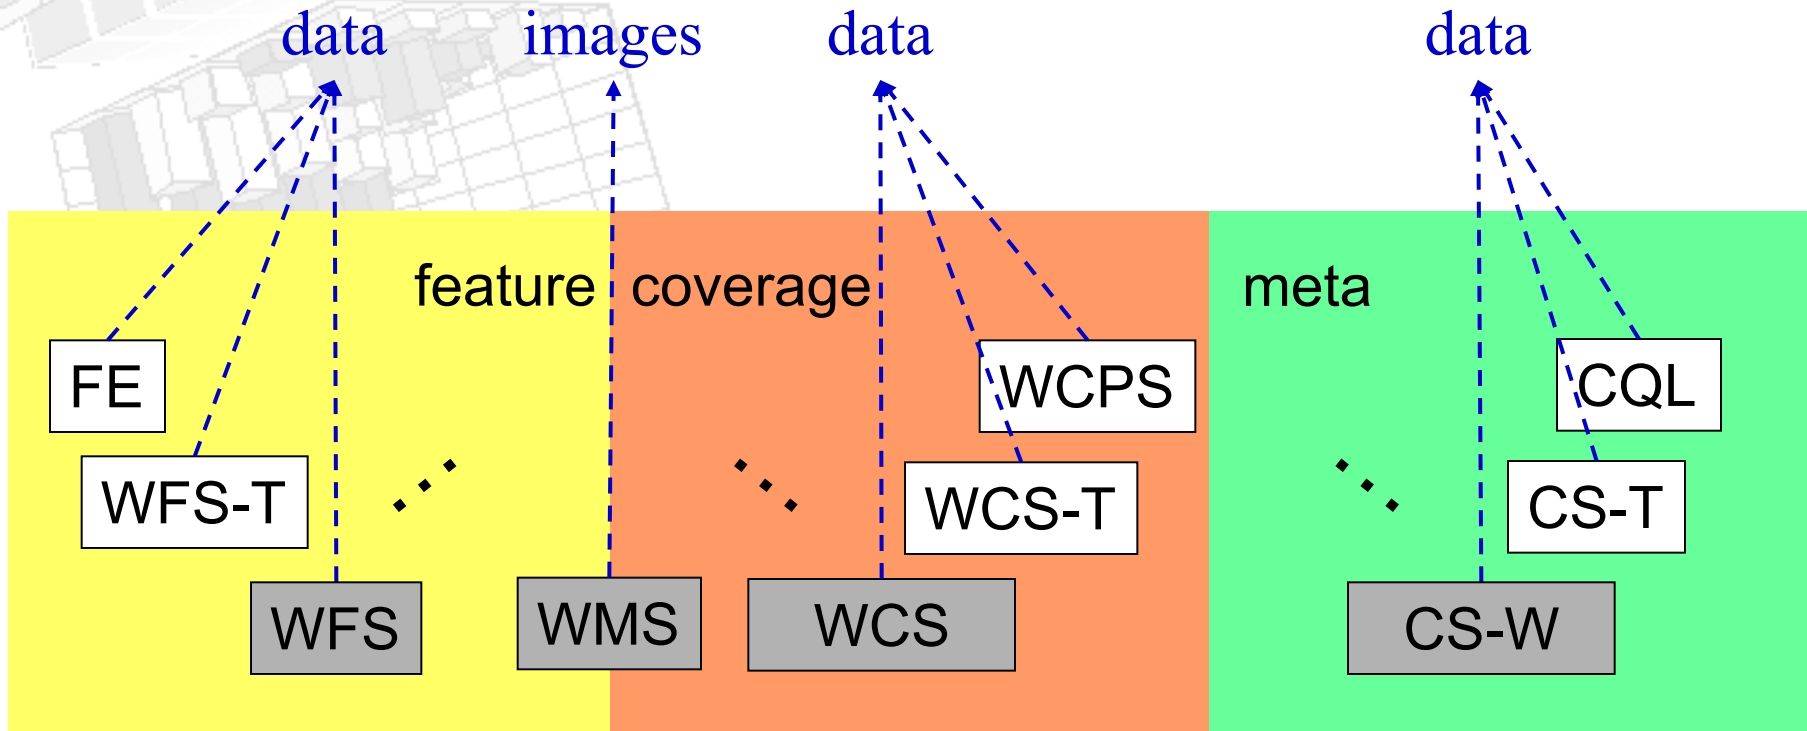 data images data data
feature coverage meta
FE WCPS CQL
WFS-T WCS-T CS-T
WFS WMS WCS CS-W